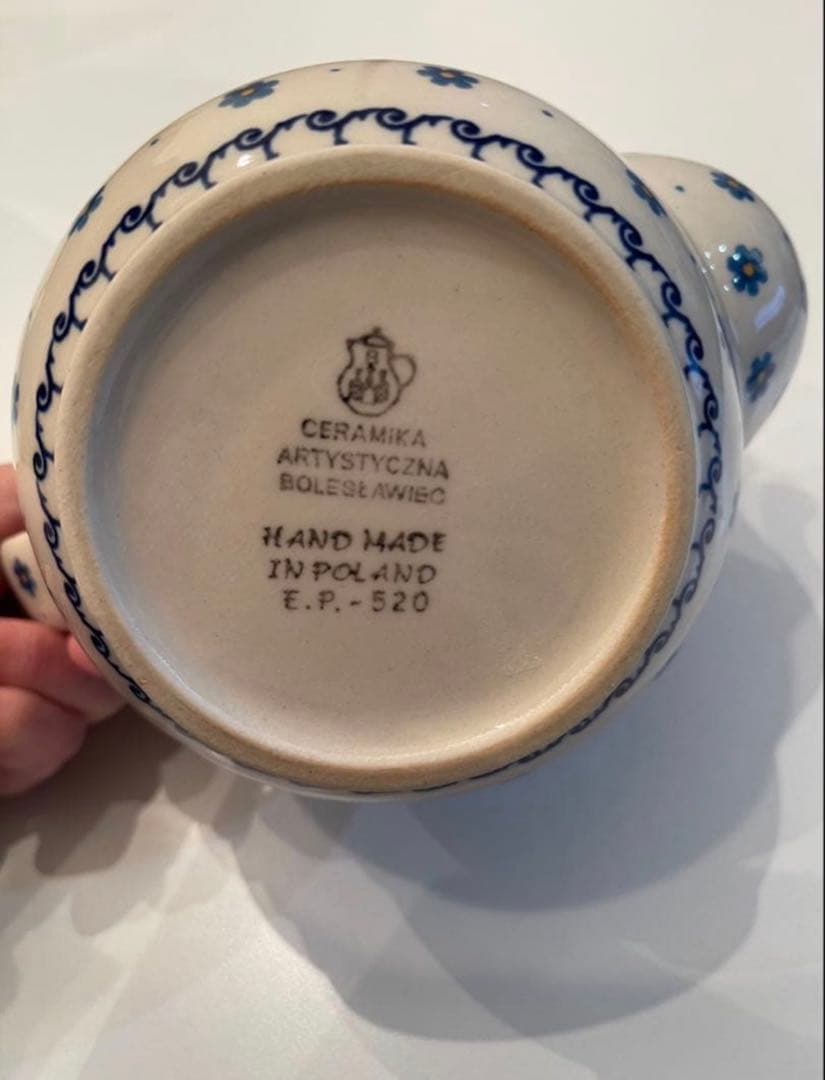 CERAMIKA
ARTYSTYCZNA
BOLESŁAWIEC
HAND MADE
IN POLAND
E.P.-520